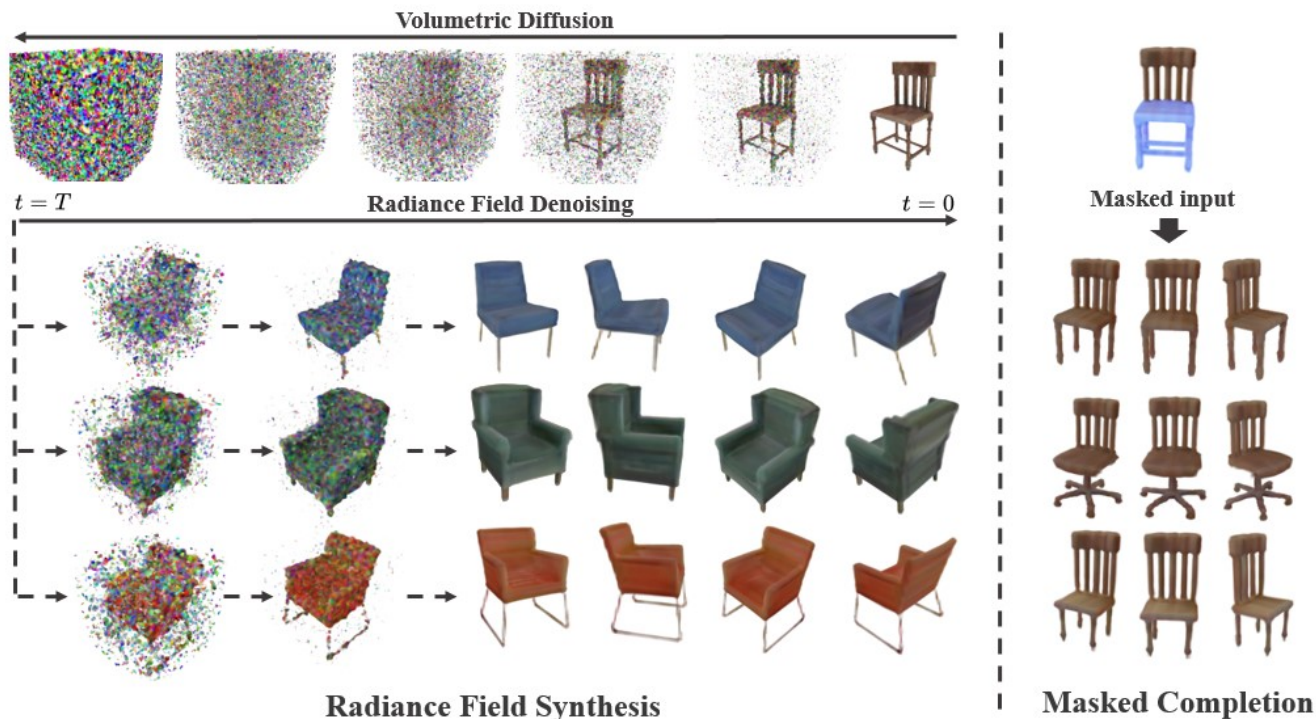 Volumetric Diffusion
t = T
Radiance Field Denoising
t = 0
Masked input
Radiance Field Synthesis
Masked Completion